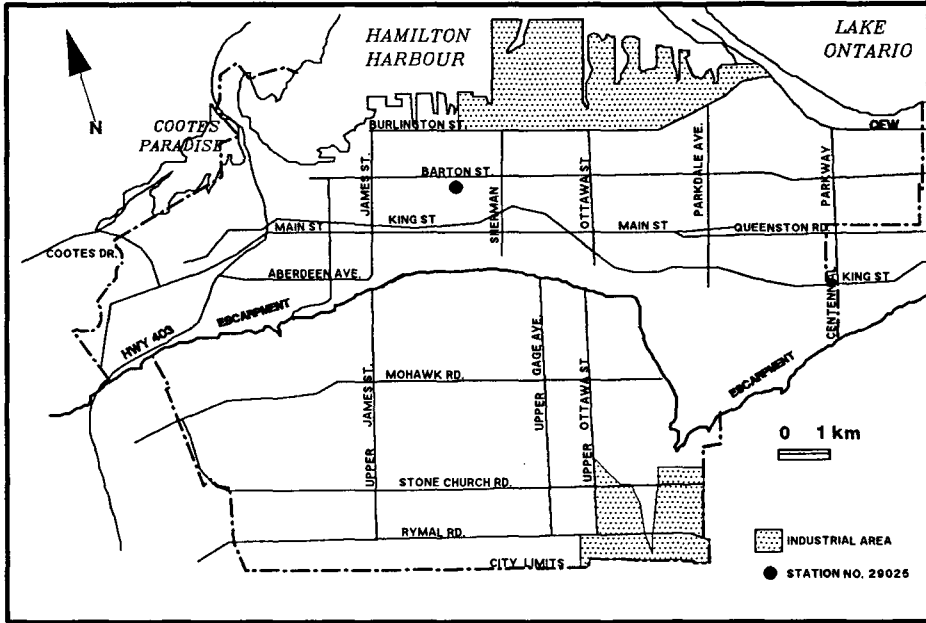 HAMILTON
HARBOUR
LAKE
ONTARIO
N
COOTES
PARADISE
BURLINGTON ST.
QEW
JAMES ST.
BARTON ST.
SHERMAN
OTTAWA ST
PARKDALE AVE.
PARKWAY
CENTENNIAL
KING ST
MAIN ST
MAIN ST
QUEENSTON RD.
COOTES DR.
ABERDEEN AVE.
KING ST
HWY 403
ESCARPMENT
ESCARPMENT
UPPER JAMES ST.
MOHAWK RD.
UPPER GAGE AVE.
UPPER OTTAWA ST
0 1 km
STONE CHURCH RD.
RYMAL RD.
CITY LIMITS
INDUSTRIAL AREA
STATION NO. 29025